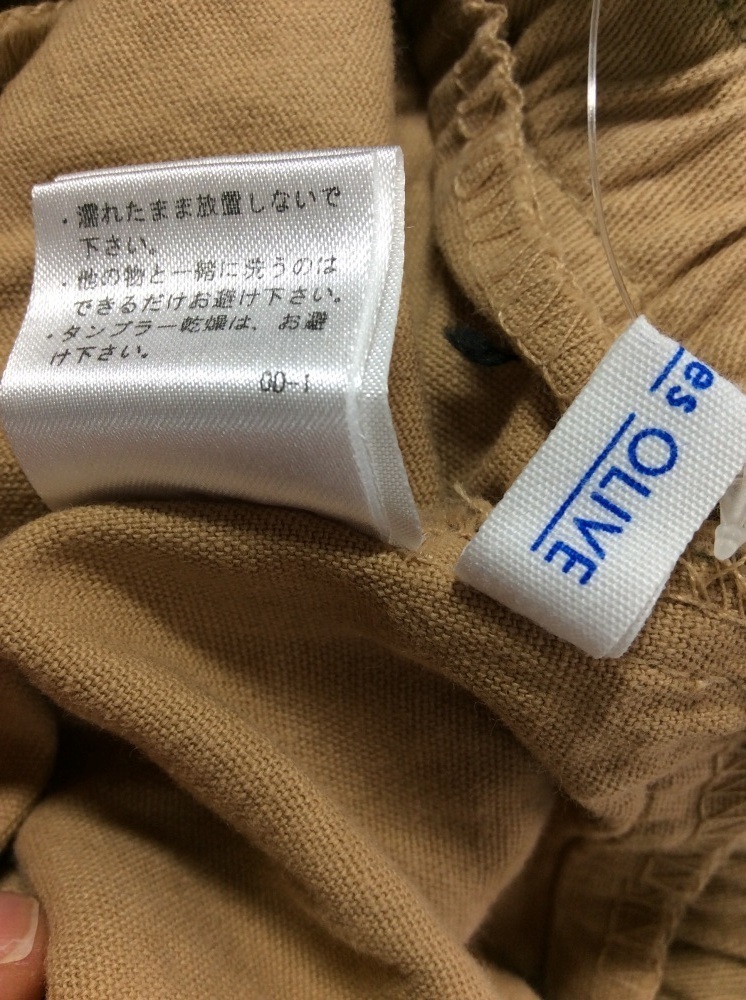 ・濡れたまま放置しないで
下さい。
・他の物と一緒に洗うのは
できるだけお避け下さい。
・タンブラー乾燥は、お避
け下さい。
00-1
es OLIVE